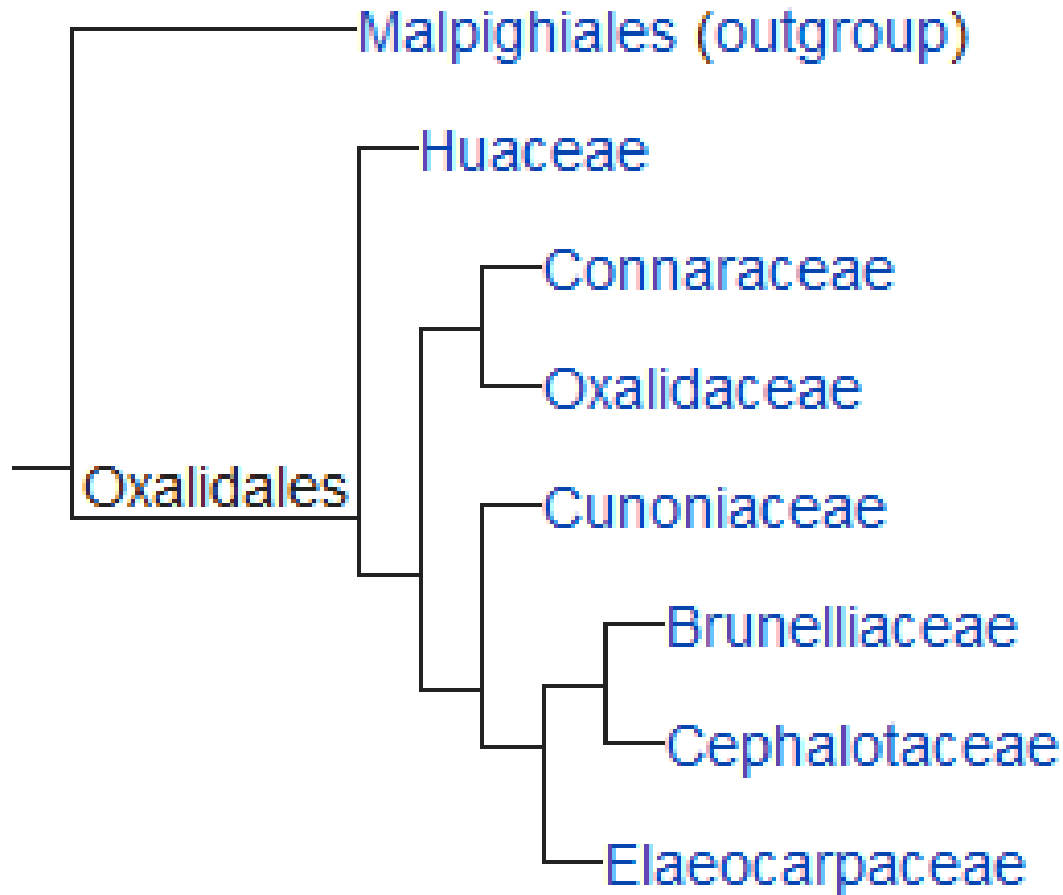 Malpighiales (outgroup)
Huaceae
Connaraceae
Oxalidaceae
Oxalidales
Cunoniaceae
Brunelliaceae
Cephalotaceae
Elaeocarpaceae